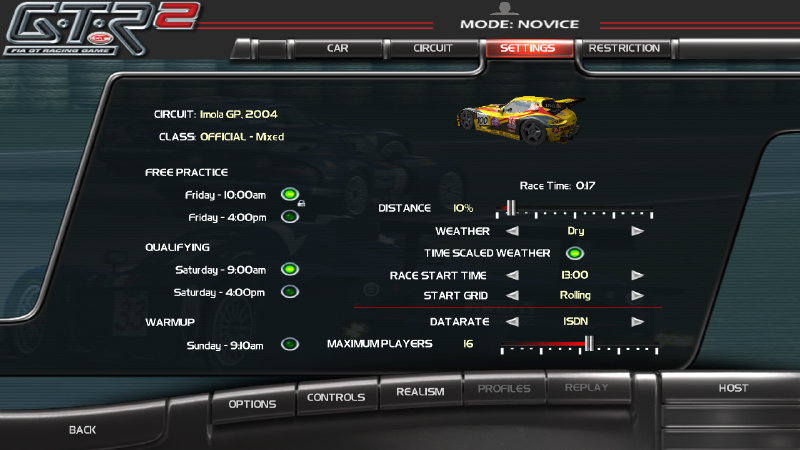 GTR2
FIA GT RACING GAME
MODE: NOVICE
CAR
CIRCUIT
SETTINGS
RESTRICTION
CIRCUIT: Imola GP, 2004
CLASS: OFFICIAL - Mixed
FREE PRACTICE
Friday - 10:00am
Friday - 4:00pm
QUALIFYING
Saturday - 9:00am
Saturday - 4:00pm
WARMUP
Sunday - 9:10am
Race Time: 0:17
DISTANCE 10%
WEATHER Dry
TIME SCALED WEATHER
RACE START TIME 13:00
START GRID Rolling
DATARATE ISDN
MAXIMUM PLAYERS 16
BACK
OPTIONS
CONTROLS
REALISM
PROFILES
REPLAY
HOST